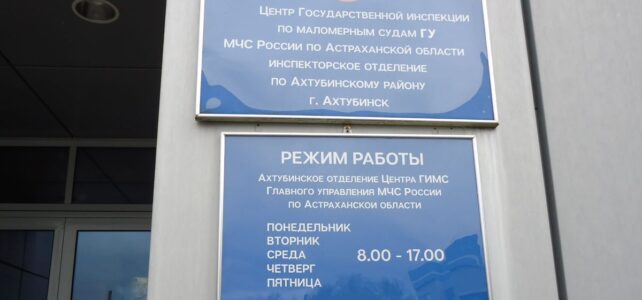 Центр Государственной инспекции
по маломерным судам ГУ
МЧС России по Астраханской области
инспекторское отделение
по Ахтубинскому району
г. Ахтубинск
РЕЖИМ РАБОТЫ
Ахтубинское отделение Центра ГИМС
Главного управления МЧС России
по Астраханской области
ПОНЕДЕЛЬНИК
ВТОРНИК
СРЕДА 8.00 - 17.00
ЧЕТВЕРГ
ПЯТНИЦА